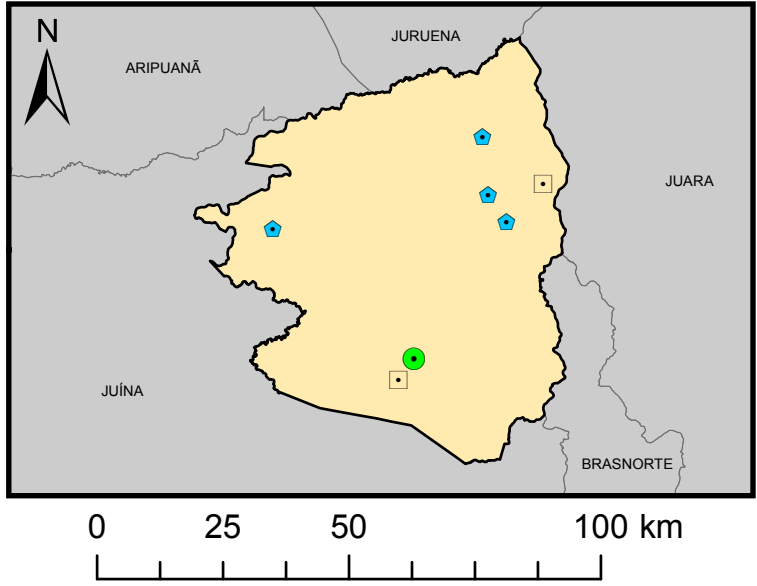 N
JURUENA
ARIPUANÃ
JUARA
JUÍNA
BRASNORTE
0 25 50 100 km